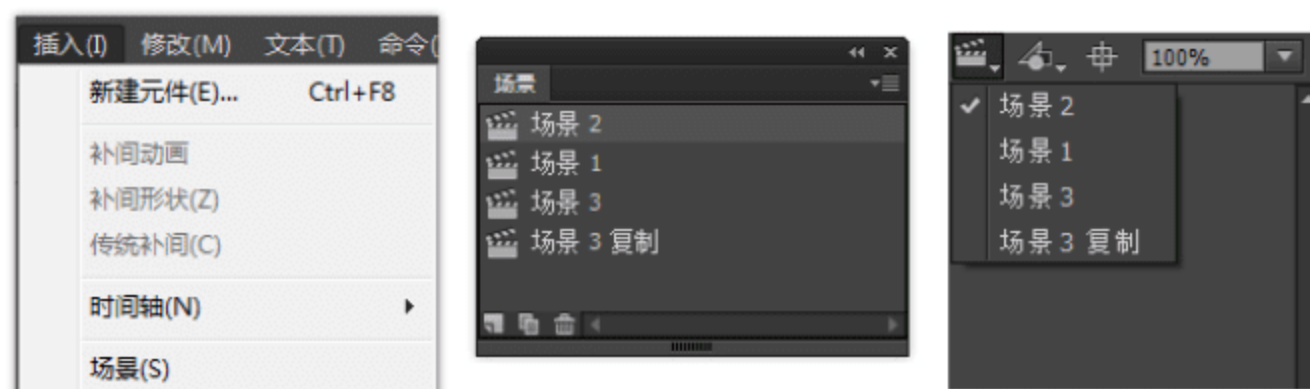 插入(I) 修改(M) 文本(T) 命令(
新建元件(E)... Ctrl+F8
补间动画
补间形状(Z)
传统补间(C)
时间轴(N)
场景(S)
场景
场景 2
场景 1
场景 3
场景 3 复制
100%
场景 2
场景 1
场景 3
场景 3 复制